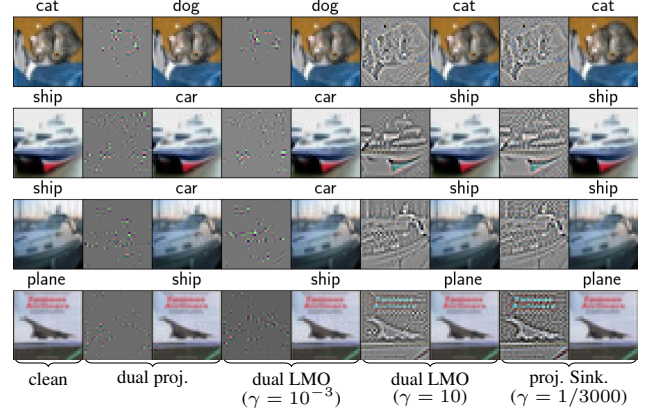 cat dog dog cat cat
ship car car ship ship
ship car car ship ship
plane ship ship plane plane
clean dual proj. dual LMO dual LMO proj. Sink.
(γ = 10⁻³) (γ = 10) (γ = 1/3000)